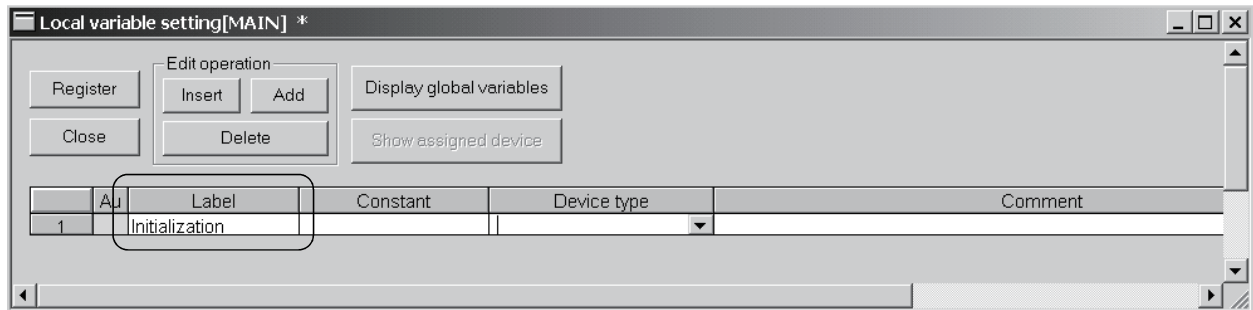 Local variable setting[MAIN] *
Edit operation
Register
Insert
Add
Display global variables
Close
Delete
Show assigned device
Au
Label
Constant
Device type
Comment
1
Initialization